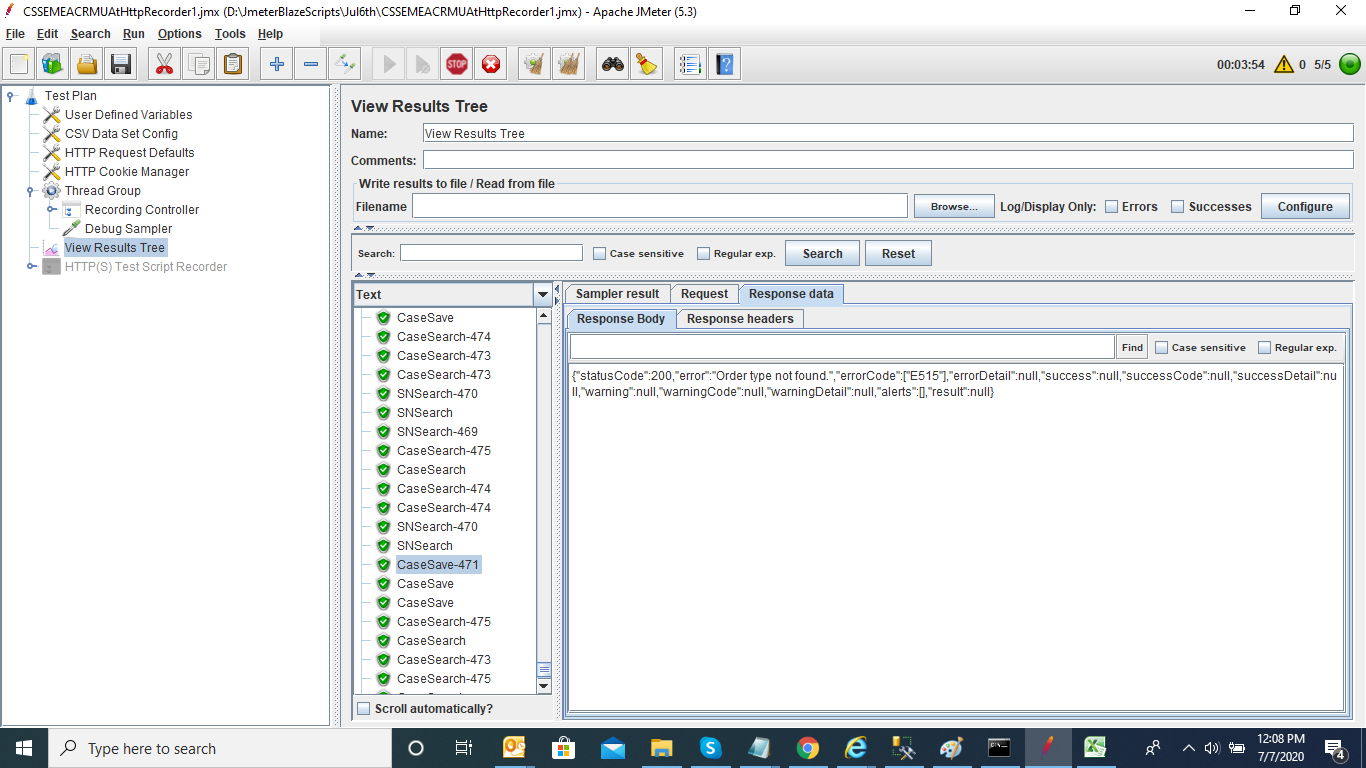 CSSEMEACRMUAtHttpRecorder1.jmx (D:\JmeterBlazeScripts\Jul6th\CSSEMEACRMUAtHttpRecorder1.jmx) - Apache JMeter (5.3)
File Edit Search Run Options Tools Help
STOP
00:03:54 0 5/5
Test Plan
User Defined Variables
CSV Data Set Config
HTTP Request Defaults
HTTP Cookie Manager
Thread Group
Recording Controller
Debug Sampler
View Results Tree
HTTP(S) Test Script Recorder
View Results Tree
Name: View Results Tree
Comments:
Write results to file / Read from file
Filename Browse... Log/Display Only: Errors Successes Configure
Search: Case sensitive Regular exp. Search Reset
Text
CaseSave
CaseSearch-474
CaseSearch-473
CaseSearch-473
SNSearch-470
SNSearch
SNSearch-469
CaseSearch-475
CaseSearch
CaseSearch-474
CaseSearch-474
SNSearch-470
SNSearch
CaseSave-471
CaseSave
CaseSave
CaseSearch-475
CaseSearch
CaseSearch-473
CaseSearch-475
Scroll automatically?
Sampler result Request Response data
Response Body Response headers
Find Case sensitive Regular exp.
{"statusCode":200,"error":"Order type not found.","errorCode":["E515"],"errorDetail":null,"success":null,"successCode":null,"successDetail":nu
ll,"warning":null,"warningCode":null,"warningDetail":null,"alerts":[],"result":null}
Type here to search
12:08 PM
7/7/2020
4